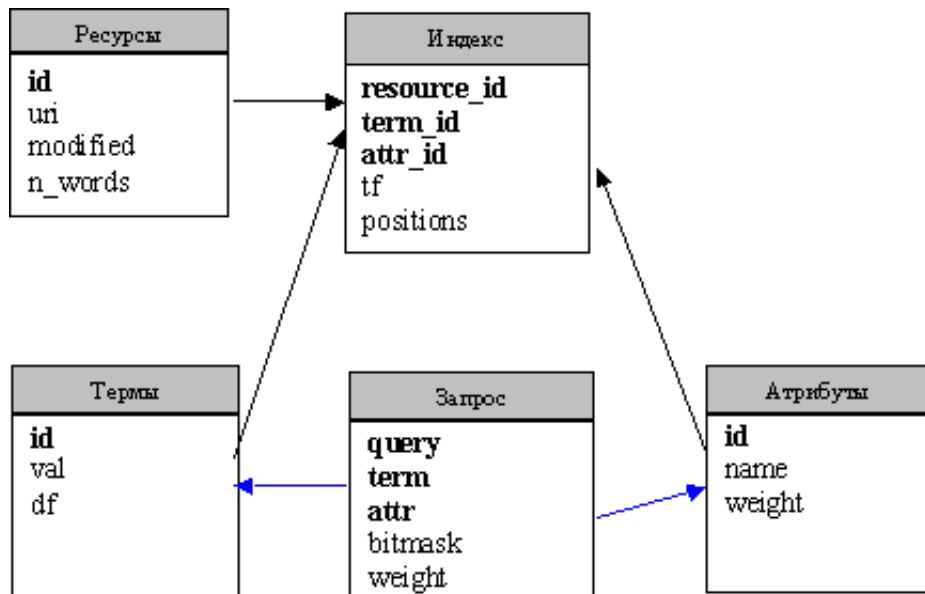 Ресурсы
id
uri
modified
n_words
Индекс
resource_id
term_id
attr_id
tf
positions
Термы
id
val
df
Запрос
query
term
attr
bitmask
weight
Атрибуты
id
name
weight